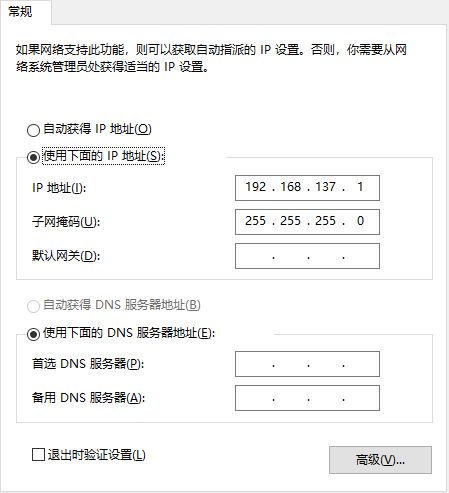 常规
如果网络支持此功能，则可以获取自动指派的 IP 设置。否则，你需要从网
络系统管理员处获得适当的 IP 设置。
自动获得 IP 地址(O)
使用下面的 IP 地址(S):
IP 地址(I): 192 . 168 . 137 . 1
子网掩码(U): 255 . 255 . 255 . 0
默认网关(D): . . .
自动获得 DNS 服务器地址(B)
使用下面的 DNS 服务器地址(E):
首选 DNS 服务器(P): . . .
备用 DNS 服务器(A): . . .
退出时验证设置(L)
高级(V)...